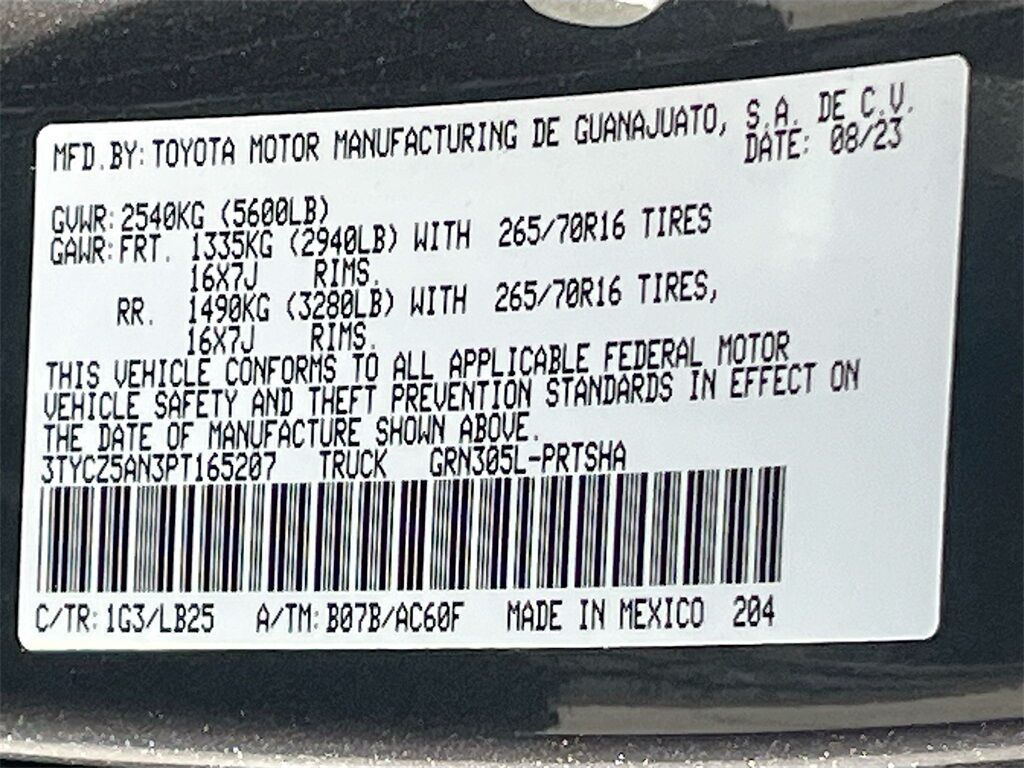 MFD.BY: TOYOTA MOTOR MANUFACTURING DE GUANAJUATO, S.A. DE C.V.
DATE: 08/23
GVWR: 2540KG (5600LB)
GAWR: FRT. 1335KG (2940LB) WITH 265/70R16 TIRES
16X7J RIMS.
RR. 1490KG (3280LB) WITH 265/70R16 TIRES,
16X7J RIMS.
THIS VEHICLE CONFORMS TO ALL APPLICABLE FEDERAL MOTOR
VEHICLE SAFETY AND THEFT PREVENTION STANDARDS IN EFFECT ON
THE DATE OF MANUFACTURE SHOWN ABOVE.
3TYCZ5AN3PT165207 TRUCK GRN305L-PRTSHA
C/TR: 1G3/LB25 A/TM: B07B/AC60F MADE IN MEXICO 204